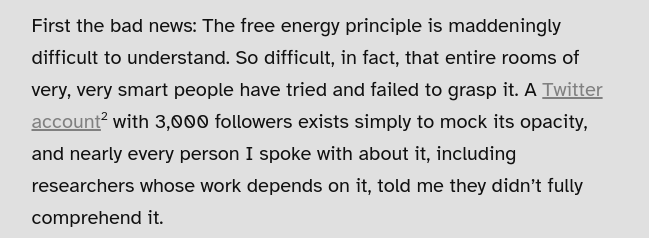 First the bad news: The free energy principle is maddeningly
difficult to understand. So difficult, in fact, that entire rooms of
very, very smart people have tried and failed to grasp it. A Twitter
account² with 3,000 followers exists simply to mock its opacity,
and nearly every person I spoke with about it, including
researchers whose work depends on it, told me they didn’t fully
comprehend it.